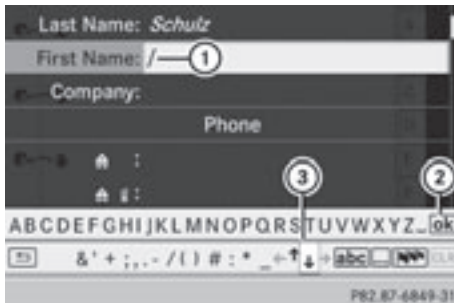 Last Name: Schulz
First Name: /
1
Company:
Phone
:
:
3
2
ABCDEFGHIJKLMNOPQRSTUVWXYZ_ ok
& ' + ; , . - / ( ) # : * _ ← ↑ ↓ → abc
P82.87-6849-31